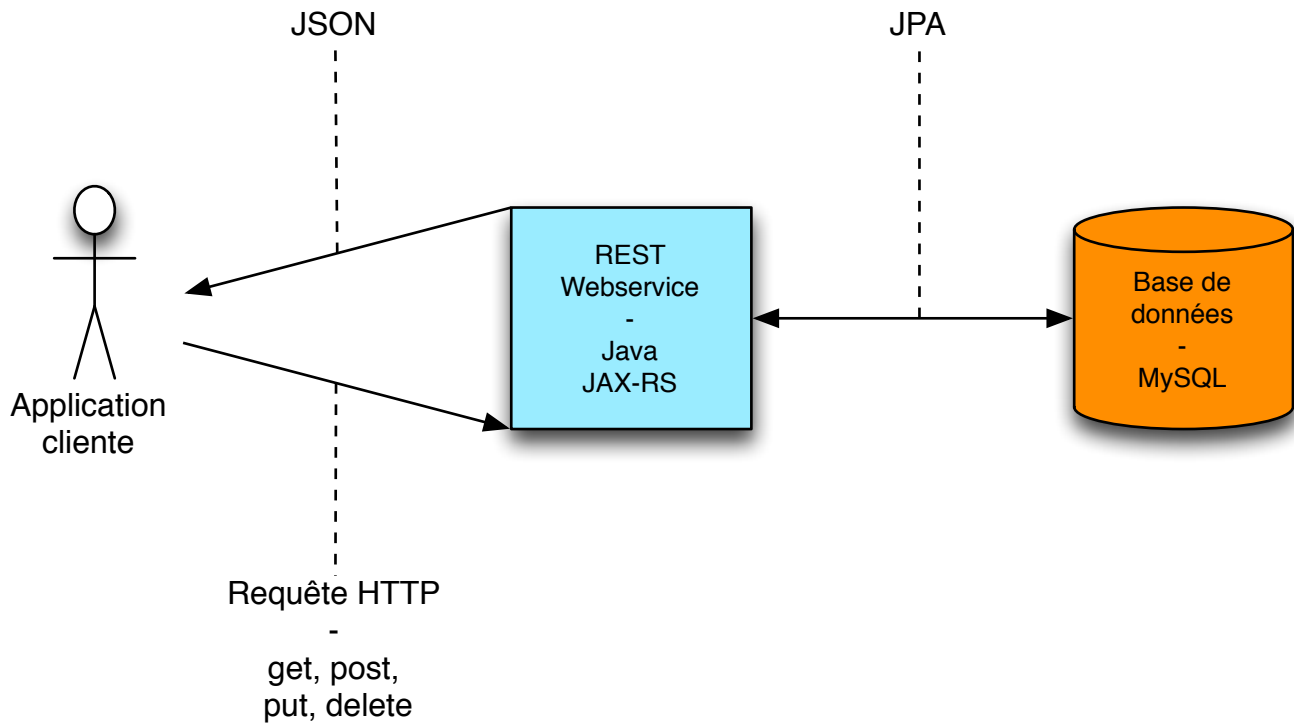 JSON
JPA
REST
Webservice
-
Java
JAX-RS
Base de
données
-
MySQL
Application
cliente
Requête HTTP
-
get, post,
put, delete